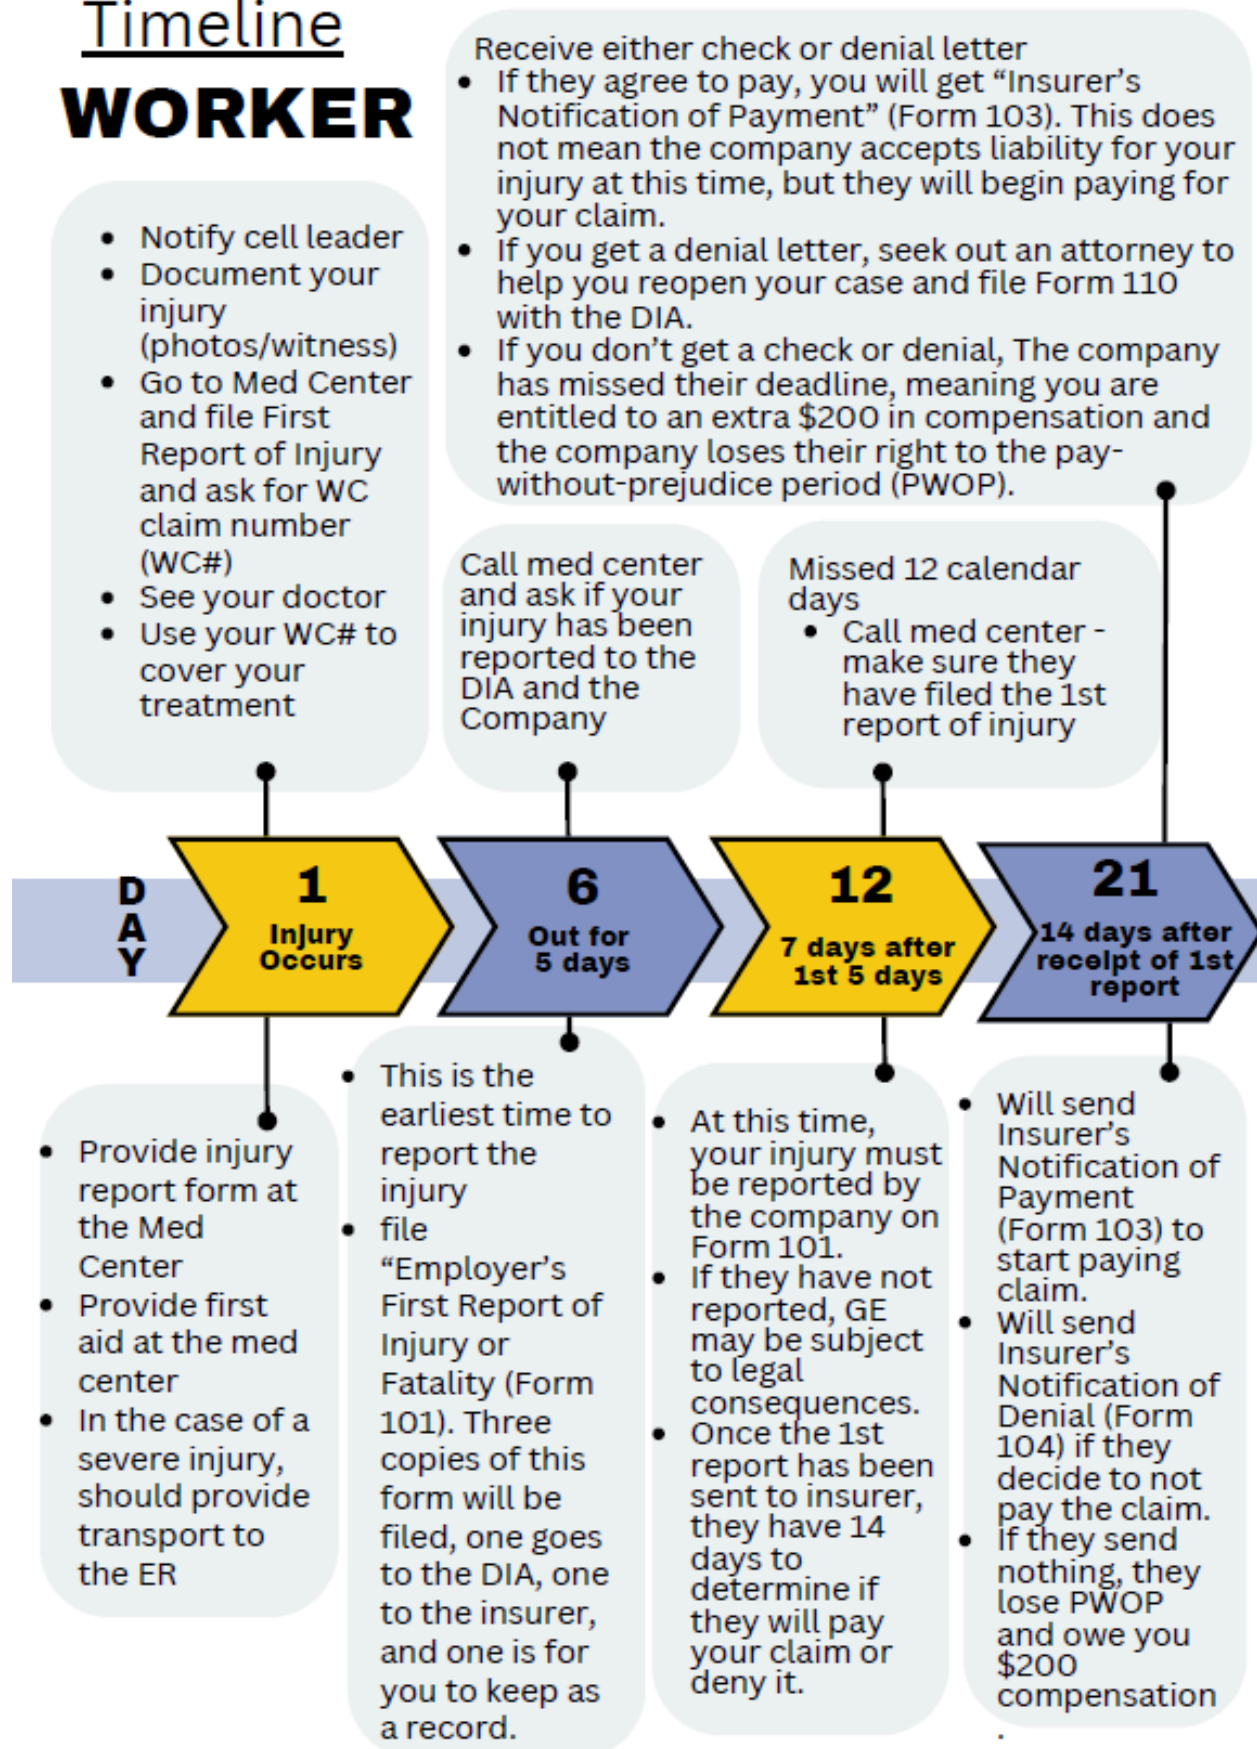 Timeline
WORKER
• Notify cell leader
• Document your
injury
(photos/witness)
• Go to Med Center
and file First
Report of Injury
and ask for WC
claim number
(WC#)
• See your doctor
• Use your WC# to
cover your
treatment
Receive either check or denial letter
• If they agree to pay, you will get “Insurer’s
Notification of Payment” (Form 103). This does
not mean the company accepts liability for your
injury at this time, but they will begin paying for
your claim.
• If you get a denial letter, seek out an attorney to
help you reopen your case and file Form 110
with the DIA.
• If you don’t get a check or denial, The company
has missed their deadline, meaning you are
entitled to an extra $200 in compensation and
the company loses their right to the pay-
without-prejudice period (PWOP).
Call med center
and ask if your
injury has been
reported to the
DIA and the
Company
Missed 12 calendar
days
• Call med center -
make sure they
have filed the 1st
report of injury
DAY
1
Injury
Occurs
6
Out for
5 days
12
7 days after
1st 5 days
21
14 days after
receipt of 1st
report
• Provide injury
report form at
the Med
Center
• Provide first
aid at the med
center
• In the case of a
severe injury,
should provide
transport to
the ER
• This is the
earliest time to
report the
injury
• file
“Employer’s
First Report of
Injury or
Fatality (Form
101). Three
copies of this
form will be
filed, one goes
to the DIA, one
to the insurer,
and one is for
you to keep as
a record.
• At this time,
your injury must
be reported by
the company on
Form 101.
• If they have not
reported, GE
may be subject
to legal
consequences.
• Once the 1st
report has been
sent to insurer,
they have 14
days to
determine if
they will pay
your claim or
deny it.
• Will send
Insurer’s
Notification of
Payment
(Form 103) to
start paying
claim.
• Will send
Insurer’s
Notification of
Denial (Form
104) if they
decide to not
pay the claim.
• If they send
nothing, they
lose PWOP
and owe you
$200
compensation
.